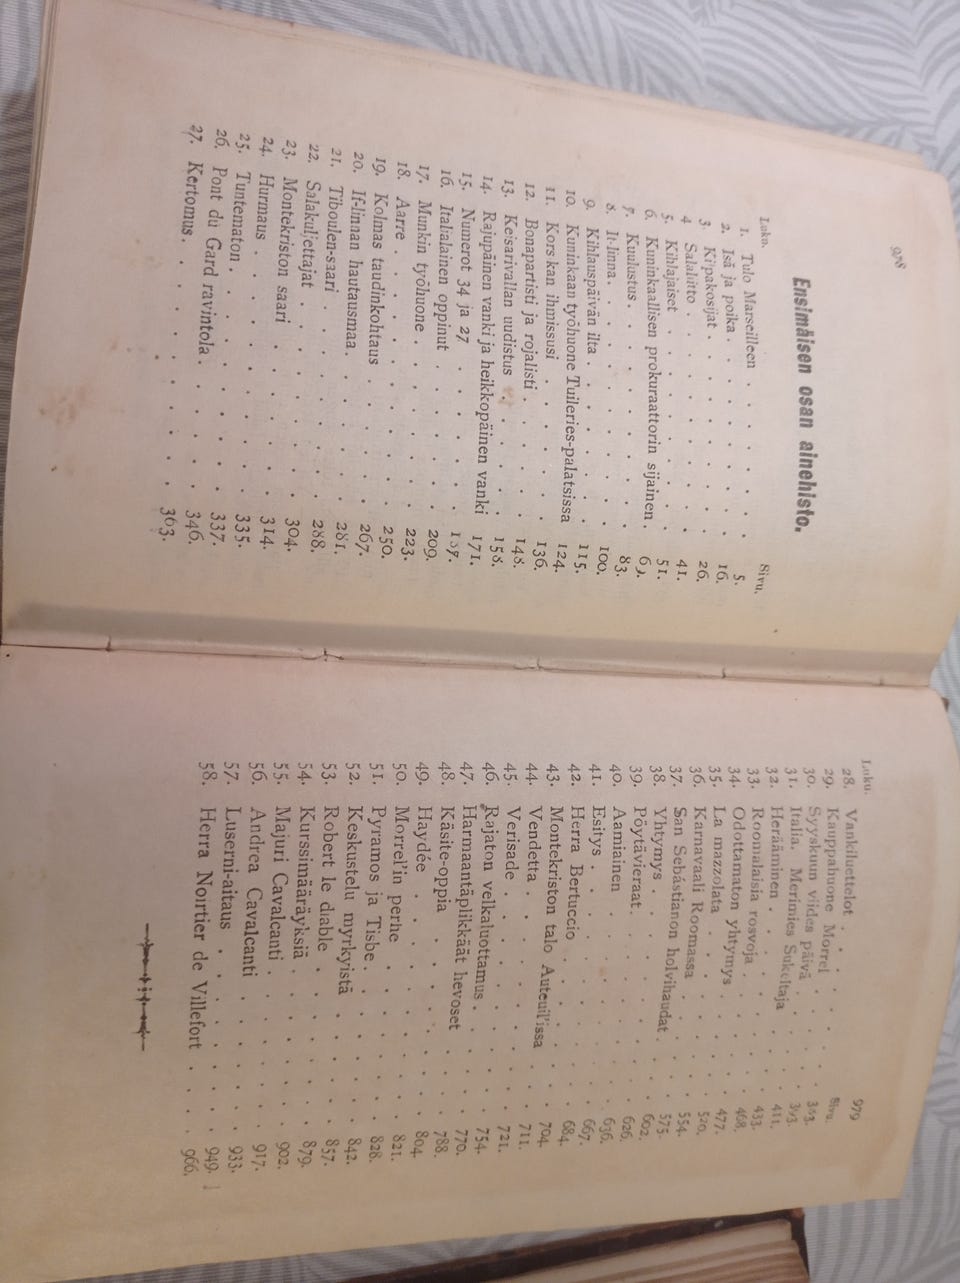 978
Ensimäisen osan ainehisto.
Luku. Sivu.
1. Tulo Marseilleen 5.
2. Isä ja poika 16.
3. Kilpakosijat 26.
4. Salaliitto 41.
5. Kihlajaiset 51.
6. Kuninkaallisen prokuraattorin sijainen
7. Kuulustus 83.
8. If-linna 100.
9. Kihlauspäivän ilta 115.
10. Kuninkaan työhuone Tuileries-palatsissa 124.
11. Korsikan ihmissusi 136.
12. Bonapartisti ja rojalisti 148.
13. Keisarivallan uudistus 158.
14. Rajupäinen vanki ja heikkopäinen vanki 171.
15. Numerot 34 ja 27 187.
16. Italialainen oppinut 209.
17. Munkin työhuone 223.
18. Aarre 250.
19. Kolmas taudinkohtaus 267.
20. If-linnan hautausmaa 281.
21. Tiboulen-saari 288.
22. Salakuljettajat 304.
23. Montekriston saari 314.
24. Hurmaus 335.
25. Tuntematon 337.
26. Pont du Gard ravintola 346.
27. Kertomus 363.
979
Luku. Sivu.
28. Vankiluettelot 383.
29. Kauppahuone Morrel 393.
30. Syyskuun viides päivä 411.
31. Italia. Merimies Sukeltaja 433.
32. Herääminen 468.
33. Roomalaisia rosvoja 477.
34. Odottamaton yhtymys 520.
35. La mazzolata 554.
36. Karnavaali Roomassa 575.
37. San Sebastianon holvihaudat 602.
38. Yhtymys 626.
39. Pöytävieraat 636.
40. Aamiainen 667.
41. Esitys 684.
42. Herra Bertuccio 704.
43. Montekriston talo Auteuil'issa 711.
44. Vendetta 721.
45. Verisade 754.
46. Rajaton velkaluottamus 770.
47. Harmaantäplikkäät hevoset 788.
48. Käsite-oppia 804.
49. Haydée 821.
50. Morrel'in perhe 828.
51. Pyramos ja Tisbe 842.
52. Keskustelu myrkyistä 857.
53. Robert le diable 879.
54. Kurssimääräyksiä 902.
55. Majuri Cavalcanti 917.
56. Andrea Cavalcanti 933.
57. Luserni-aitaus 949.
58. Herra Noirtier de Villefort 966.